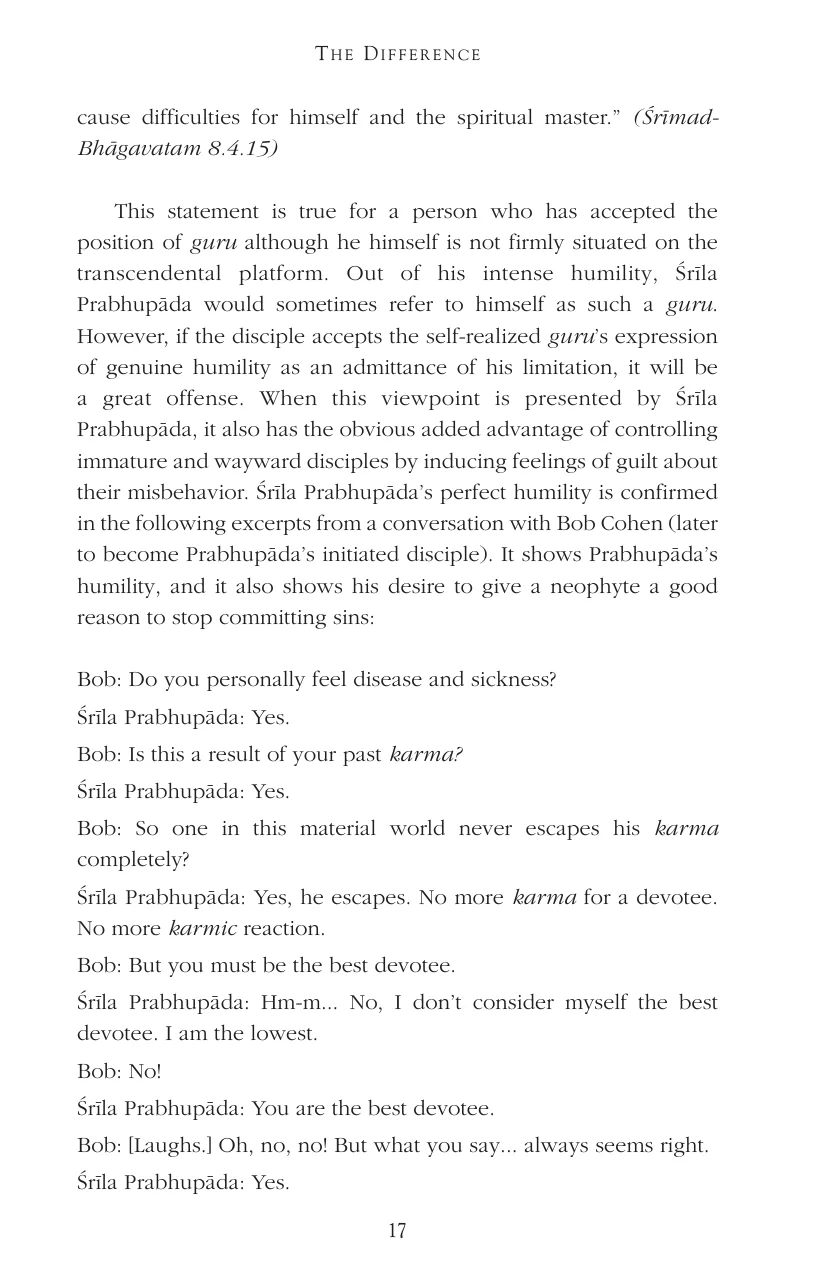 THE DIFFERENCE
cause difficulties for himself and the spiritual master.” (Śrīmad-
Bhāgavatam 8.4.15)
This statement is true for a person who has accepted the
position of guru although he himself is not firmly situated on the
transcendental platform. Out of his intense humility, Śrīla
Prabhupāda would sometimes refer to himself as such a guru.
However, if the disciple accepts the self-realized guru’s expression
of genuine humility as an admittance of his limitation, it will be
a great offense. When this viewpoint is presented by Śrīla
Prabhupāda, it also has the obvious added advantage of controlling
immature and wayward disciples by inducing feelings of guilt about
their misbehavior. Śrīla Prabhupāda’s perfect humility is confirmed
in the following excerpts from a conversation with Bob Cohen (later
to become Prabhupāda’s initiated disciple). It shows Prabhupāda’s
humility, and it also shows his desire to give a neophyte a good
reason to stop committing sins:
Bob: Do you personally feel disease and sickness?
Śrīla Prabhupāda: Yes.
Bob: Is this a result of your past karma?
Śrīla Prabhupāda: Yes.
Bob: So one in this material world never escapes his karma
completely?
Śrīla Prabhupāda: Yes, he escapes. No more karma for a devotee.
No more karmic reaction.
Bob: But you must be the best devotee.
Śrīla Prabhupāda: Hm-m... No, I don’t consider myself the best
devotee. I am the lowest.
Bob: No!
Śrīla Prabhupāda: You are the best devotee.
Bob: [Laughs.] Oh, no, no! But what you say... always seems right.
Śrīla Prabhupāda: Yes.
17